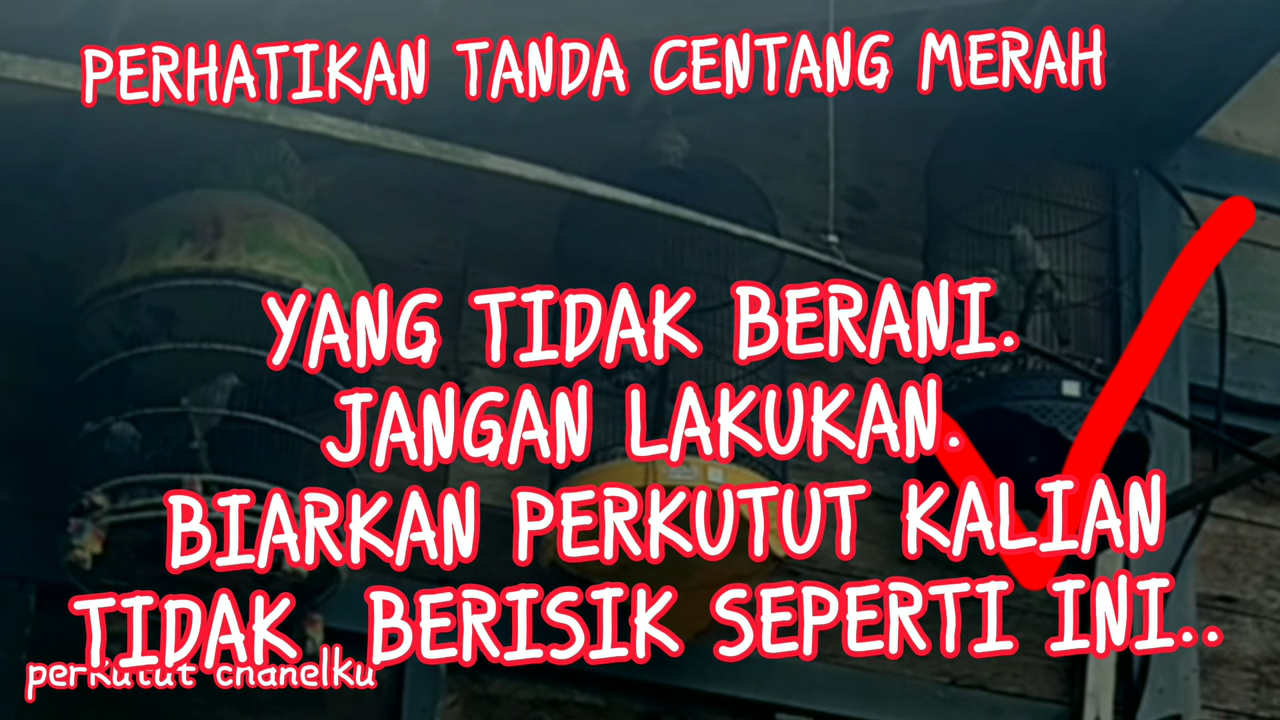 PERHATIKAN TANDA CENTANG MERAH
YANG TIDAK BERANI.
JANGAN LAKUKAN.
BIARKAN PERKUTUT KALIAN
TIDAK BERISIK SEPERTI INI..
perkutut chanelku